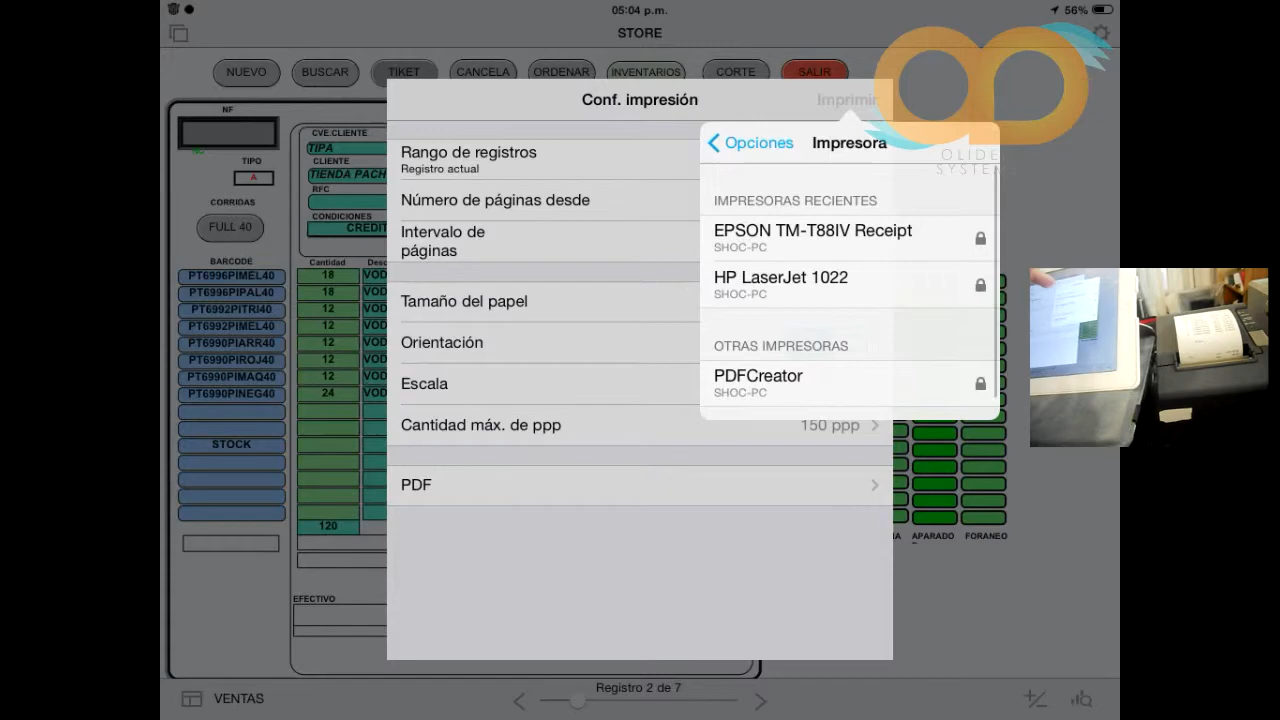 05:04 p.m.
56%
STORE
NUEVO
BUSCAR
TIKET
CANCELA
ORDENAR
INVENTARIOS
CORTE
SALIR
NF
TIPO
A
CORRIDAS
FULL 40
BARCODE
PT6996PIMEL40
PT6996PIPAL40
PT6992PITRI40
PT6992PIMEL40
PT6990PIARR40
PT6990PIROJ40
PT6990PIMAQ40
PT6990PINEG40
STOCK
CVE.CLIENTE
TIPA
CLIENTE
TIENDA PACH
RFC
CONDICIONES
CREDIT
Cantidad
Desc
18 VOD
18 VOD
12 VOD
12 VOD
12 VOD
12 VOD
12 VOD
24 VOD
120
EFECTIVO
Conf. impresión
Imprimir
Rango de registros
Registro actual
Número de páginas desde
Intervalo de
páginas
Tamaño del papel
Orientación
Escala
Cantidad máx. de ppp
150 ppp
PDF
Opciones
Impresora
IMPRESORAS RECIENTES
EPSON TM-T88IV Receipt
SHOC-PC
HP LaserJet 1022
SHOC-PC
OTRAS IMPRESORAS
PDFCreator
SHOC-PC
OLIDE
SYSTEMS
APARADO
FORANEO
VENTAS
Registro 2 de 7